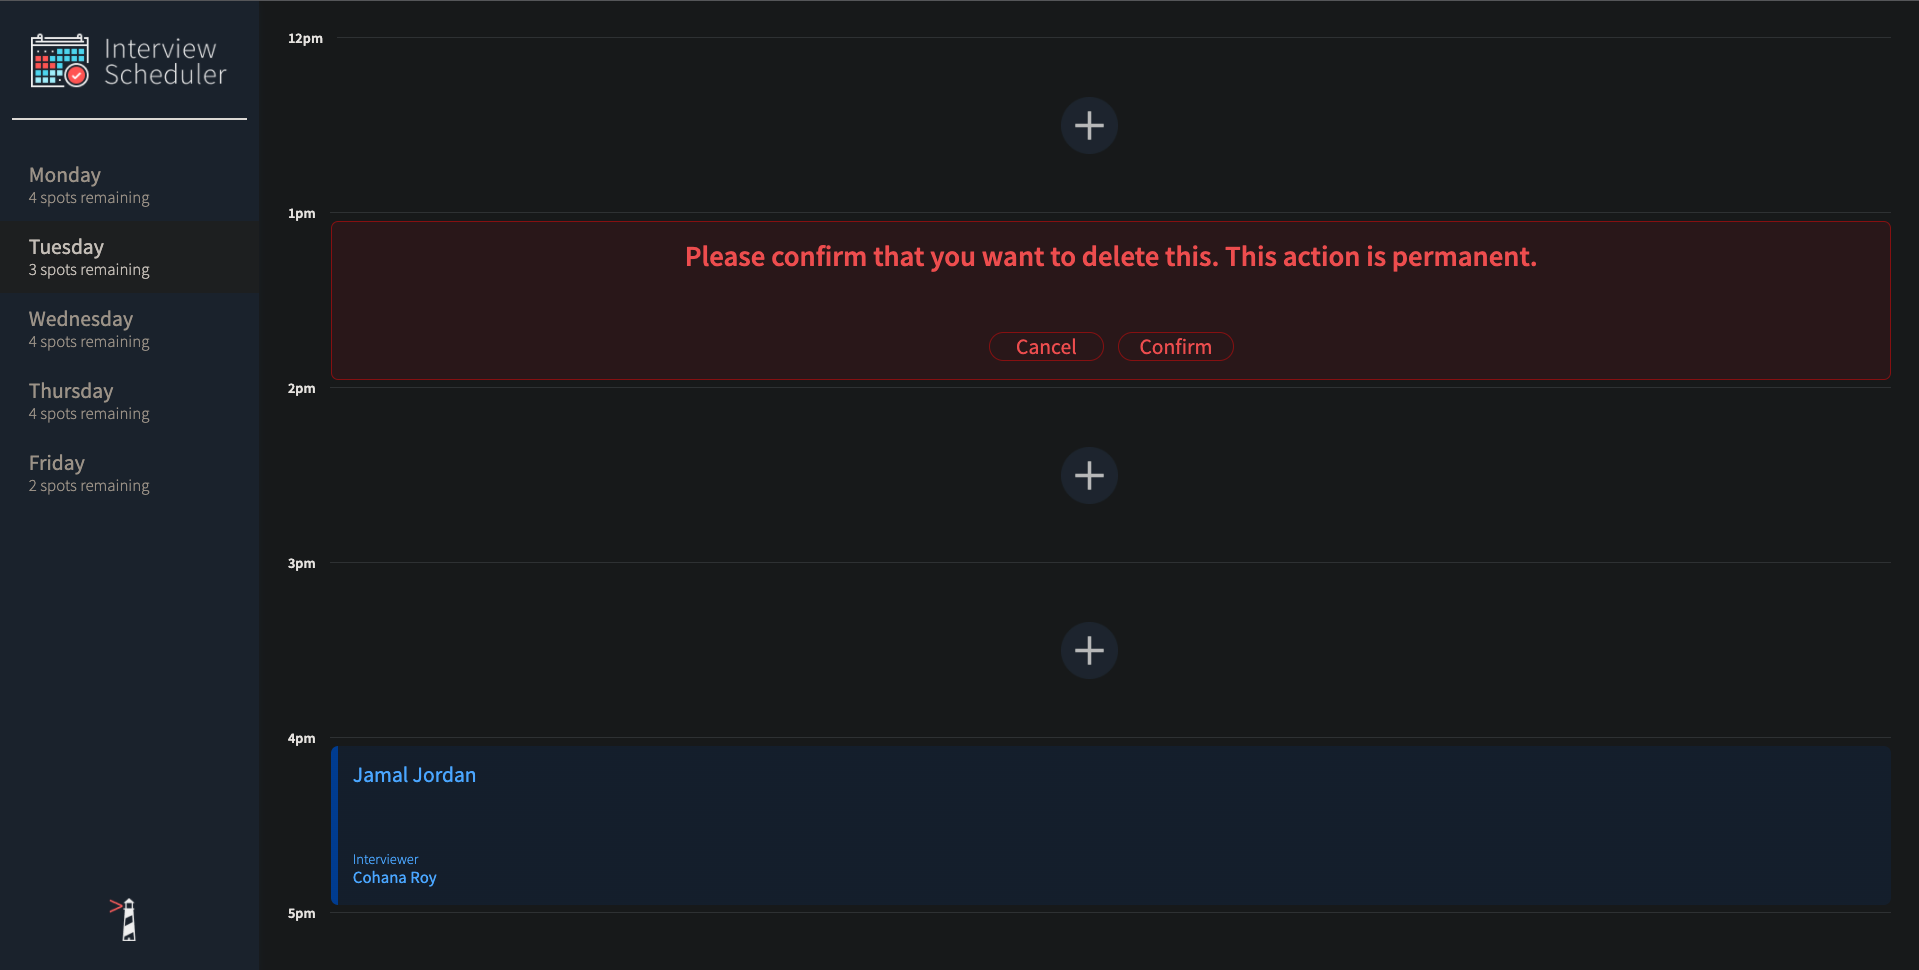 Interview
Scheduler
Monday
4 spots remaining
Tuesday
3 spots remaining
Wednesday
4 spots remaining
Thursday
4 spots remaining
Friday
2 spots remaining
12pm
1pm
Please confirm that you want to delete this. This action is permanent.
Cancel Confirm
2pm
3pm
4pm
Jamal Jordan
Interviewer
Cohana Roy
5pm